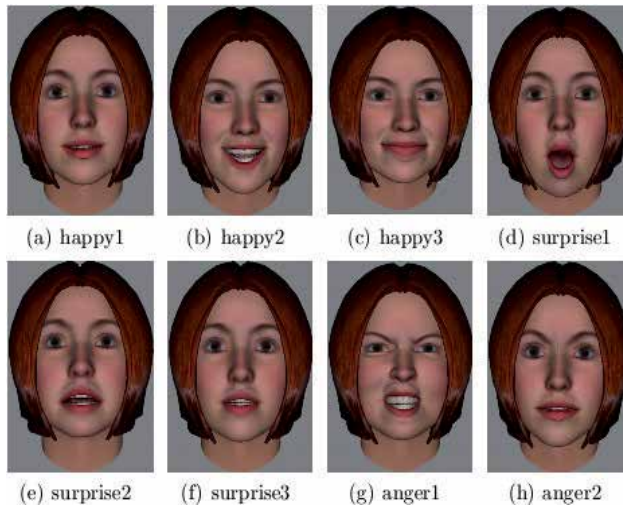 (a) happy1 (b) happy2 (c) happy3 (d) surprise1
(e) surprise2 (f) surprise3 (g) anger1 (h) anger2